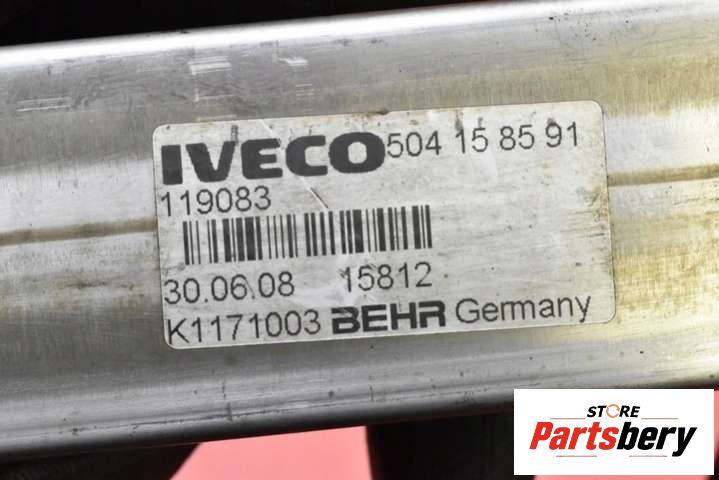 IVECO 504 15 85 91
119083
30.06.08 15812
K1171003 BEHR Germany
STORE
Partsbery